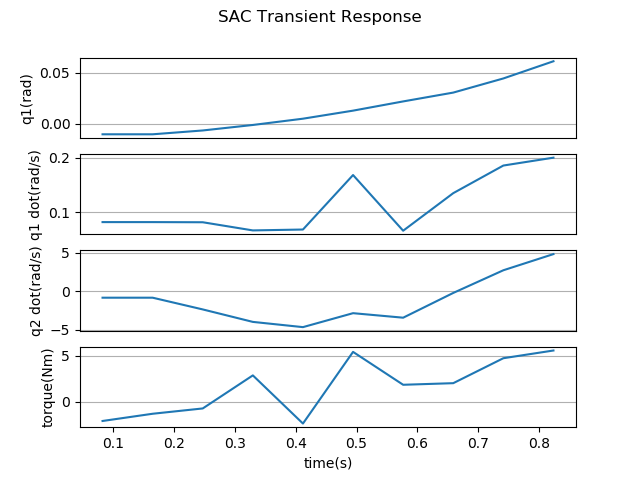 SAC Transient Response
0.05
0.00
q1(rad)
0.2
0.1
q1 dot(rad/s)
5
0
−5
q2 dot(rad/s)
5
0
torque(Nm)
0.1 0.2 0.3 0.4 0.5 0.6 0.7 0.8
time(s)